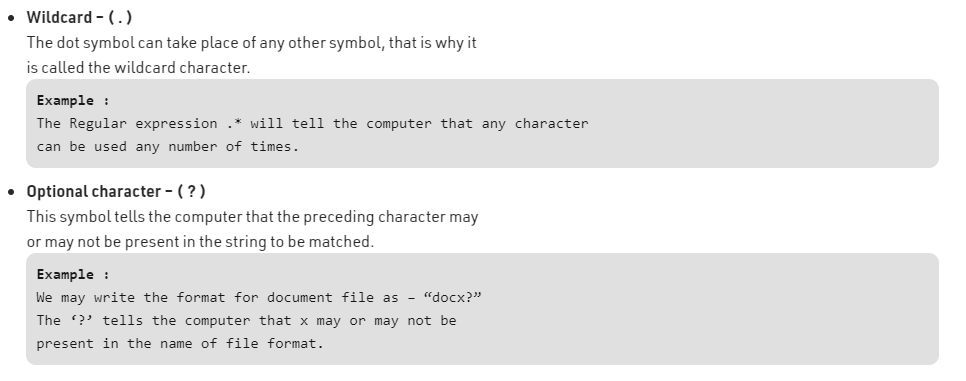 • Wildcard – ( . )
The dot symbol can take place of any other symbol, that is why it
is called the wildcard character.
Example :
The Regular expression .* will tell the computer that any character
can be used any number of times.
• Optional character – ( ? )
This symbol tells the computer that the preceding character may
or may not be present in the string to be matched.
Example :
We may write the format for document file as – “docx?”
The ‘?’ tells the computer that x may or may not be
present in the name of file format.